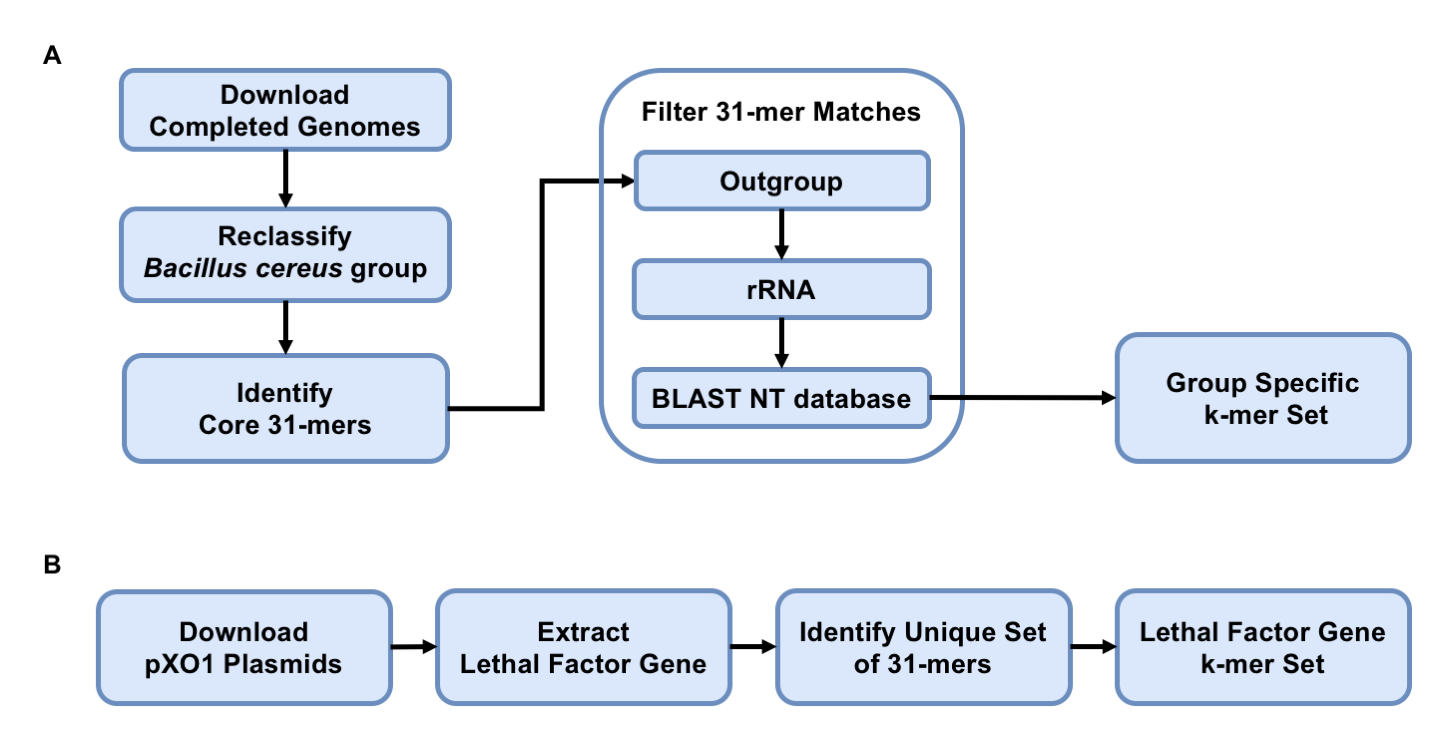 A
Download
Completed Genomes
Reclassify
Bacillus cereus group
Identify
Core 31-mers
Filter 31-mer Matches
Outgroup
rRNA
BLAST NT database
Group Specific
k-mer Set
B
Download
pXO1 Plasmids
Extract
Lethal Factor Gene
Identify Unique Set
of 31-mers
Lethal Factor Gene
k-mer Set